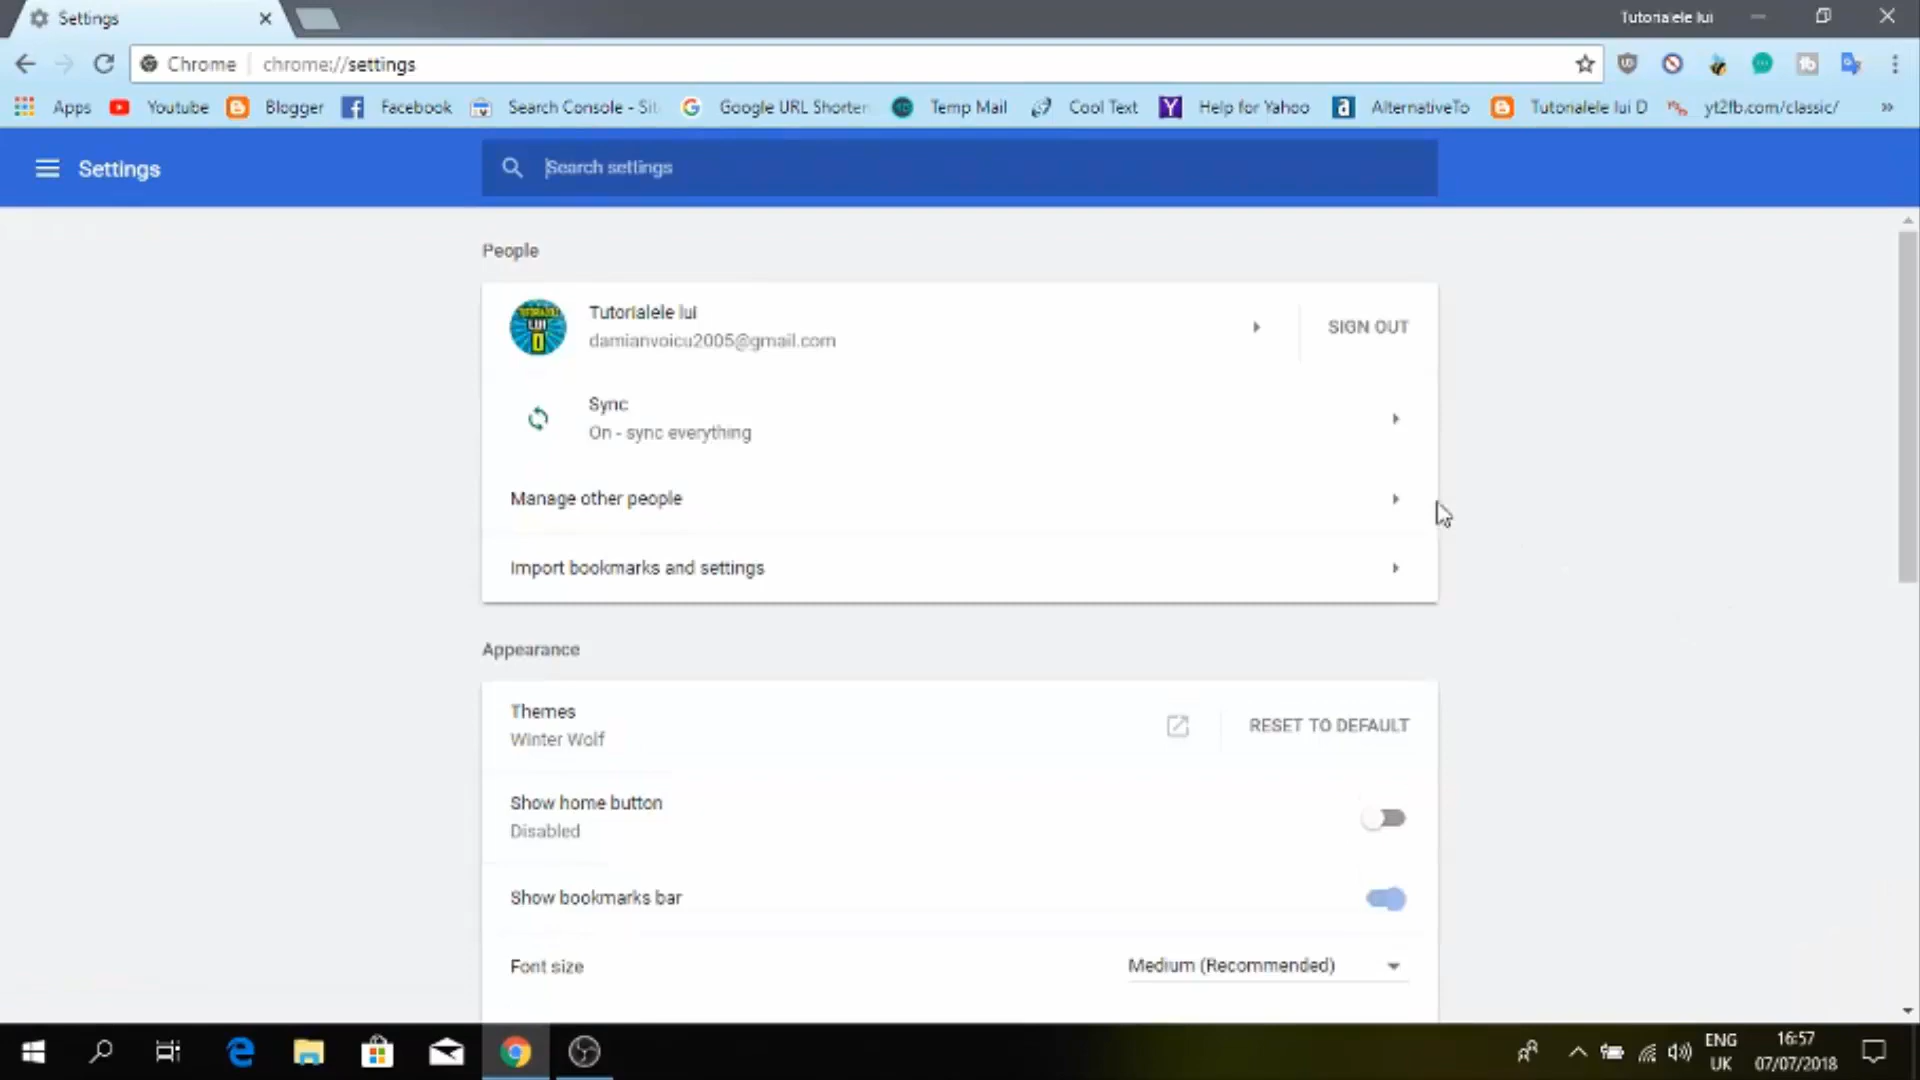 Settings
Tutorialele lui
Chrome chrome://settings
Apps Youtube Blogger Facebook Search Console - Sit Google URL Shorten Temp Mail Cool Text Help for Yahoo AlternativeTo Tutorialele lui D yt2fb.com/classic/ »
Settings
Search settings
People
Tutorialele lui
damianvoicu2005@gmail.com
SIGN OUT
Sync
On - sync everything
Manage other people
Import bookmarks and settings
Appearance
Themes
Winter Wolf
RESET TO DEFAULT
Show home button
Disabled
Show bookmarks bar
Font size
Medium (Recommended)
ENG
UK
16:57
07/07/2018